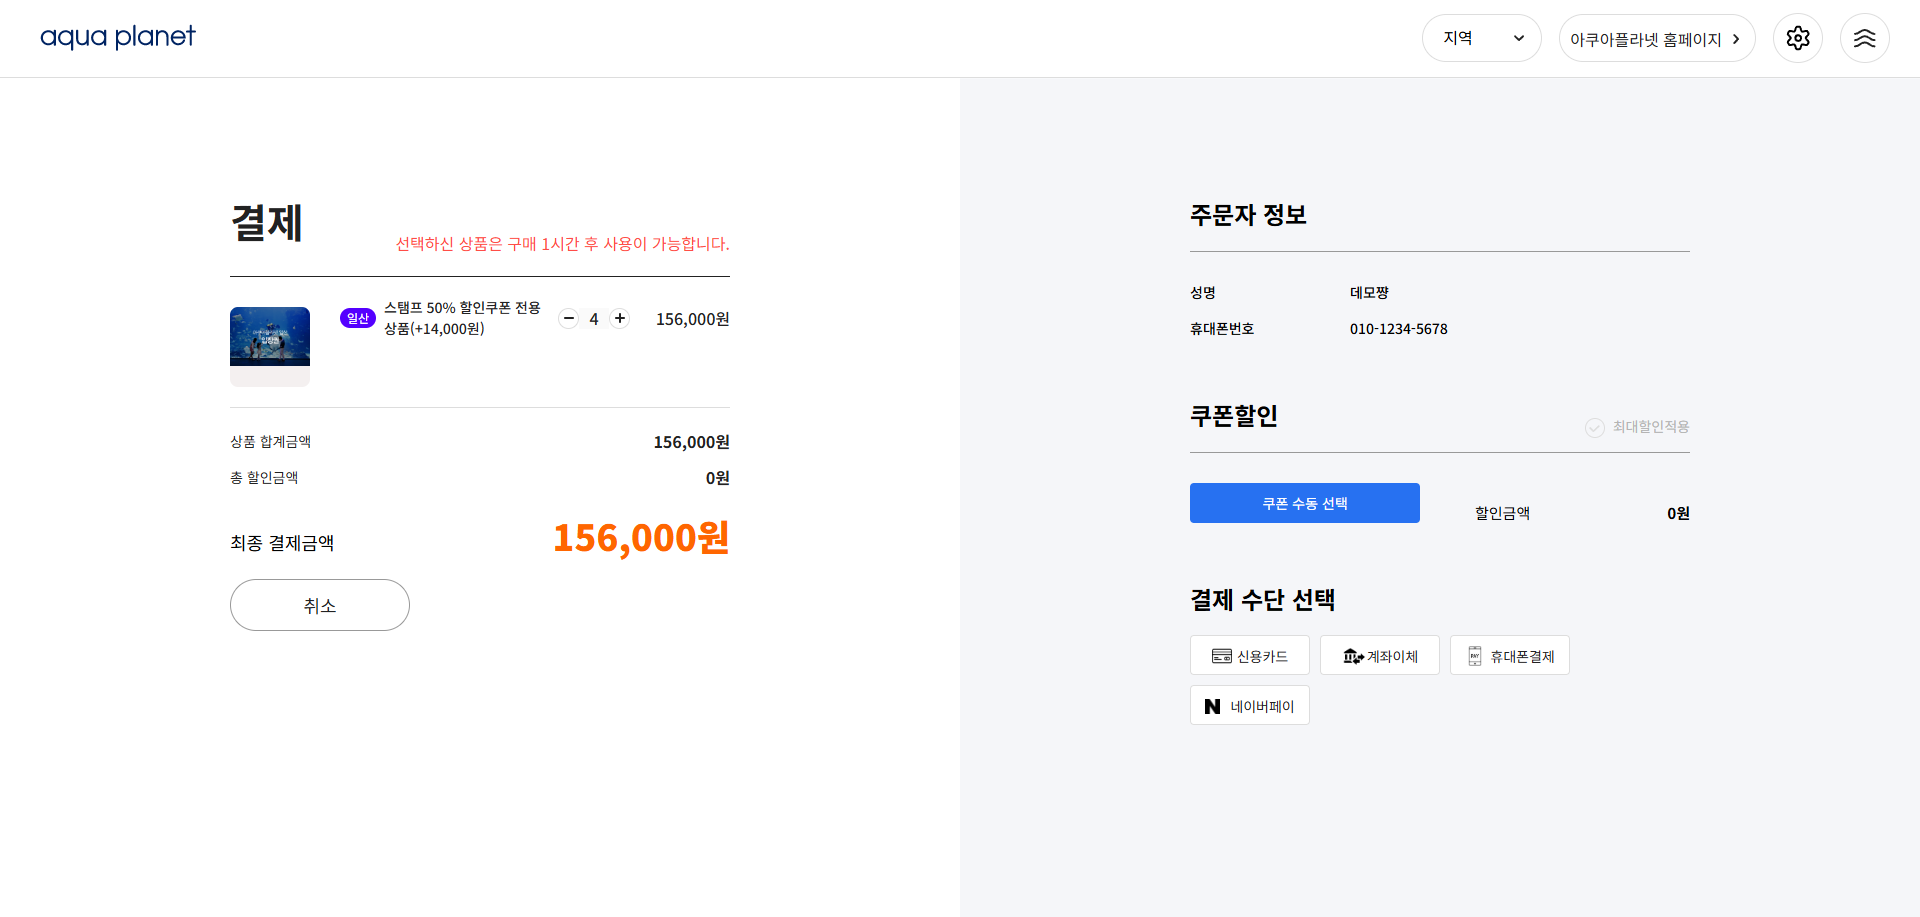 aqua planet
지역
아쿠아플라넷 홈페이지
결제
선택하신 상품은 구매 1시간 후 사용이 가능합니다.
일산
스탬프 50% 할인쿠폰 전용
상품(+14,000원)
4
156,000원
상품 합계금액
156,000원
총 할인금액
0원
최종 결제금액
156,000원
취소
주문자 정보
성명
데모쨩
휴대폰번호
010-1234-5678
쿠폰할인
최대할인적용
쿠폰 수동 선택
할인금액
0원
결제 수단 선택
신용카드
계좌이체
PAY
휴대폰결제
N
네이버페이